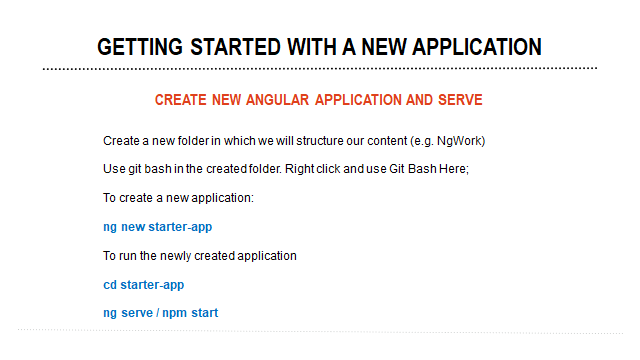 GETTING STARTED WITH A NEW APPLICATION
CREATE NEW ANGULAR APPLICATION AND SERVE
Create a new folder in which we will structure our content (e.g. NgWork)
Use git bash in the created folder. Right click and use Git Bash Here;
To create a new application:
ng new starter-app
To run the newly created application
cd starter-app
ng serve / npm start